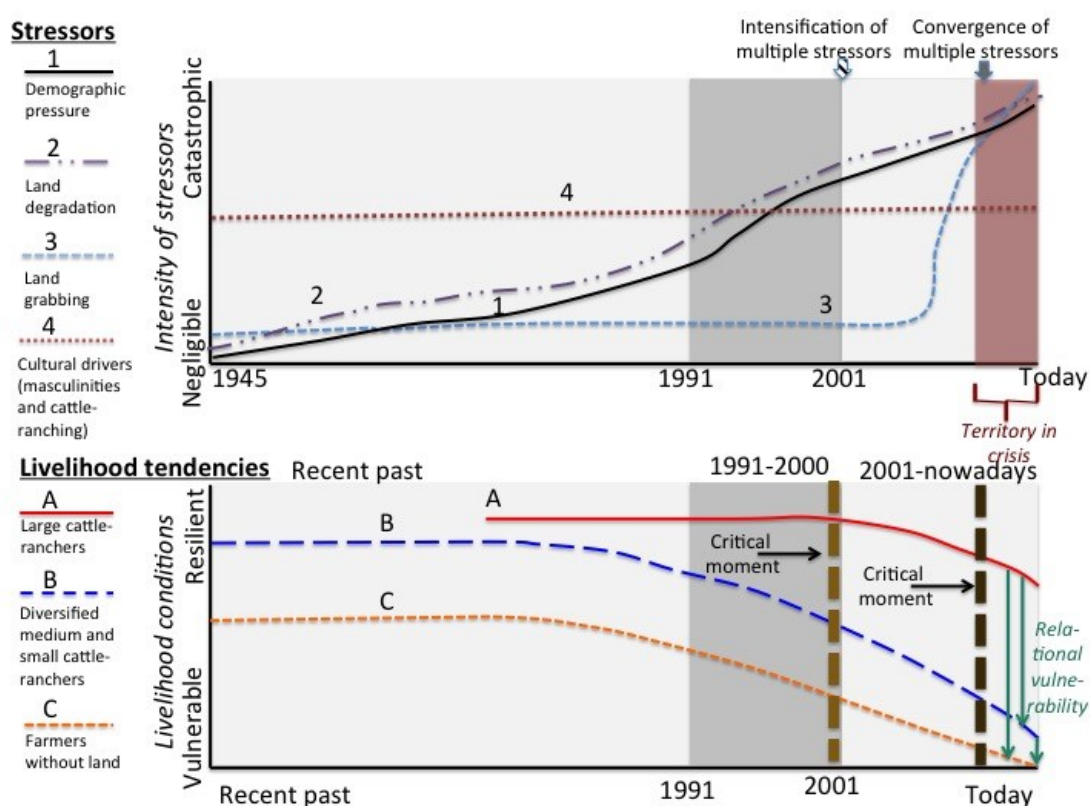 Stressors
1
Demographic
pressure
2
Land
degradation
3
Land
grabbing
4
Cultural drivers
(masculinities
and cattle-
ranching)
Intensification of
multiple stressors
Convergence of
multiple stressors
Intensity of stressors
Negligible
Catastrophic
4
2
1
3
1945
1991
2001
Today
Territory in
crisis
Livelihood tendencies
Recent past
1991-2000
2001-nowadays
A
Large cattle-
ranchers
B
Diversified
medium and
small cattle-
ranchers
C
Farmers
without land
Livelihood conditions
Vulnerable
Resilient
A
B
C
Critical
moment
Critical
moment
Rela-
tional
vulne-
rability
Recent past
1991
2001
Today